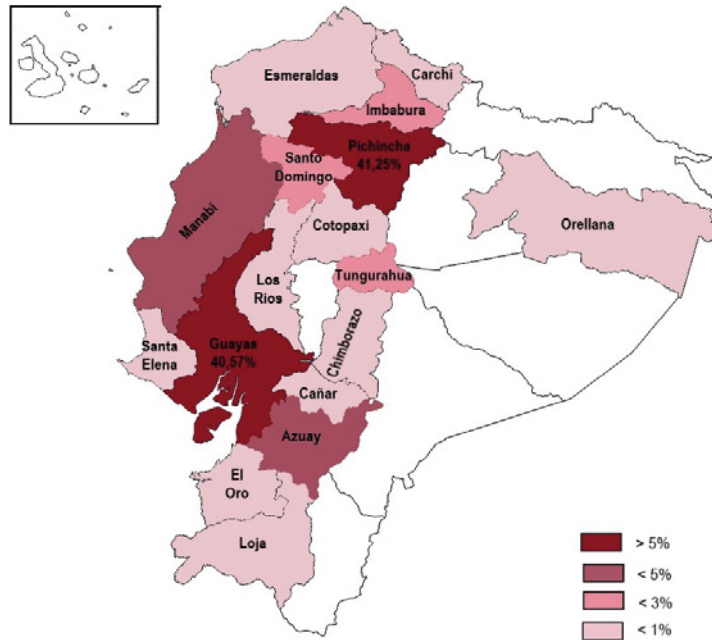 Esmeraldas
Carchi
Imbabura
Pichincha
41,25%
Santo
Domingo
Manabi
Cotopaxi
Orellana
Los
Rios
Tungurahua
Santa
Elena
Guayas
40,57%
Chimborazo
Cañar
Azuay
El
Oro
Loja
> 5%
< 5%
< 3%
< 1%